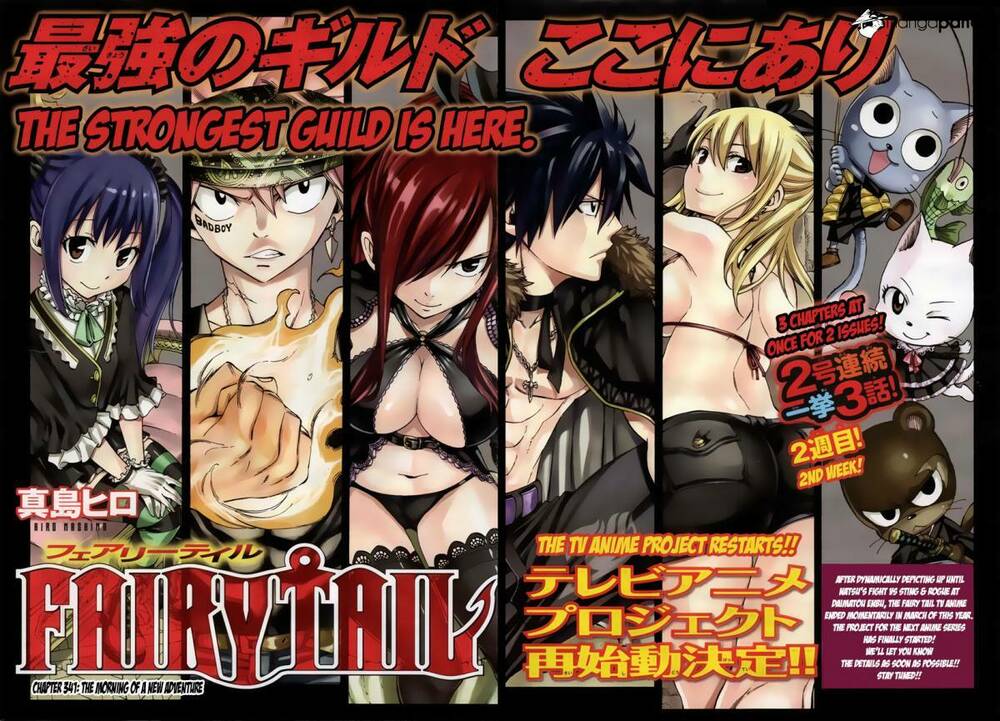 最強のギルド ここにあり
THE STRONGEST GUILD IS HERE.
BADBOY
3 CHAPTERS AT
ONCE FOR 2 ISSUES!
2号連続
一挙3話!
2週目!
2ND WEEK!
真島ヒロ
HIRO MASHIMA
フェアリーテイル
FAIRY TAIL
CHAPTER 341: THE MORNING OF A NEW ADVENTURE
THE TV ANIME PROJECT RESTARTS!!
テレビアニメ
プロジェクト
再始動決定!!
AFTER DYNAMICALLY DEPICTING UP UNTIL
NATSU'S FIGHT VS STING & ROGUE AT
DAIMATOU ENBU, THE FAIRY TAIL TV ANIME
ENDED MOMENTARILY IN MARCH OF THIS YEAR.
THE PROJECT FOR THE NEXT ANIME SERIES
HAS FINALLY STARTED!
WE'LL LET YOU KNOW
THE DETAILS AS SOON AS POSSIBLE!!
STAY TUNED!!